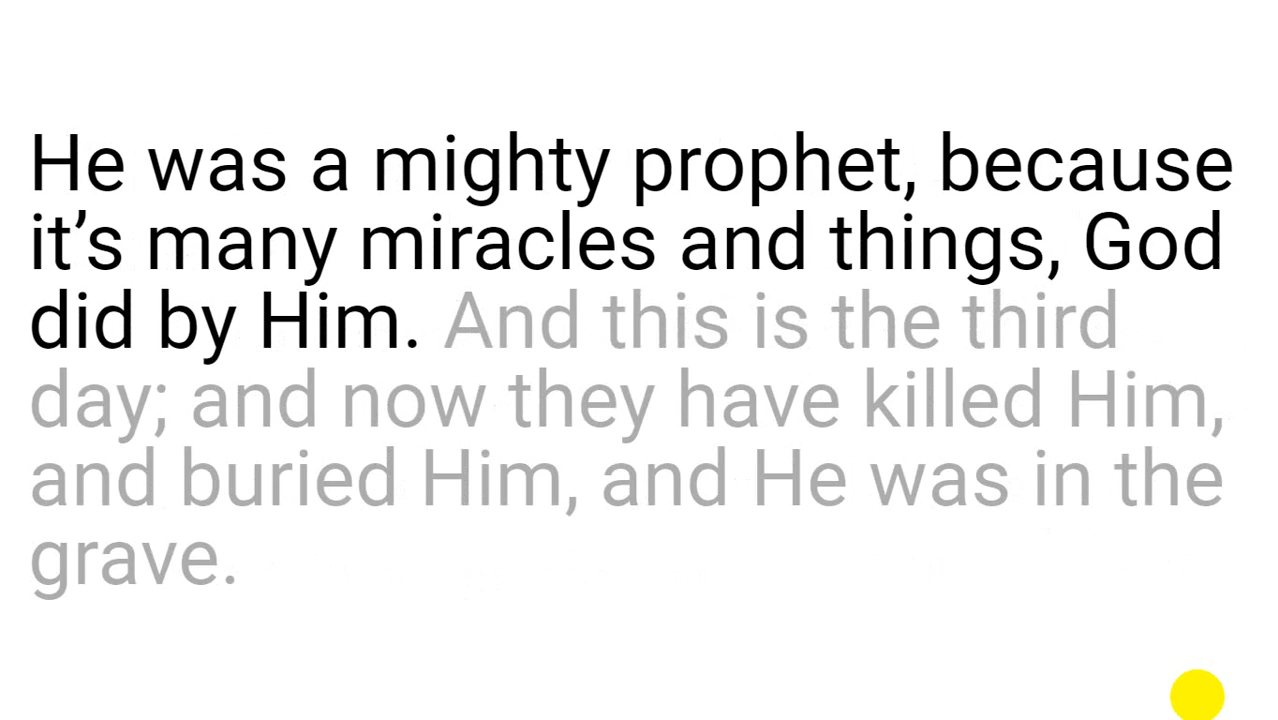 He was a mighty prophet, because
it’s many miracles and things, God
did by Him. And this is the third
day; and now they have killed Him,
and buried Him, and He was in the
grave.